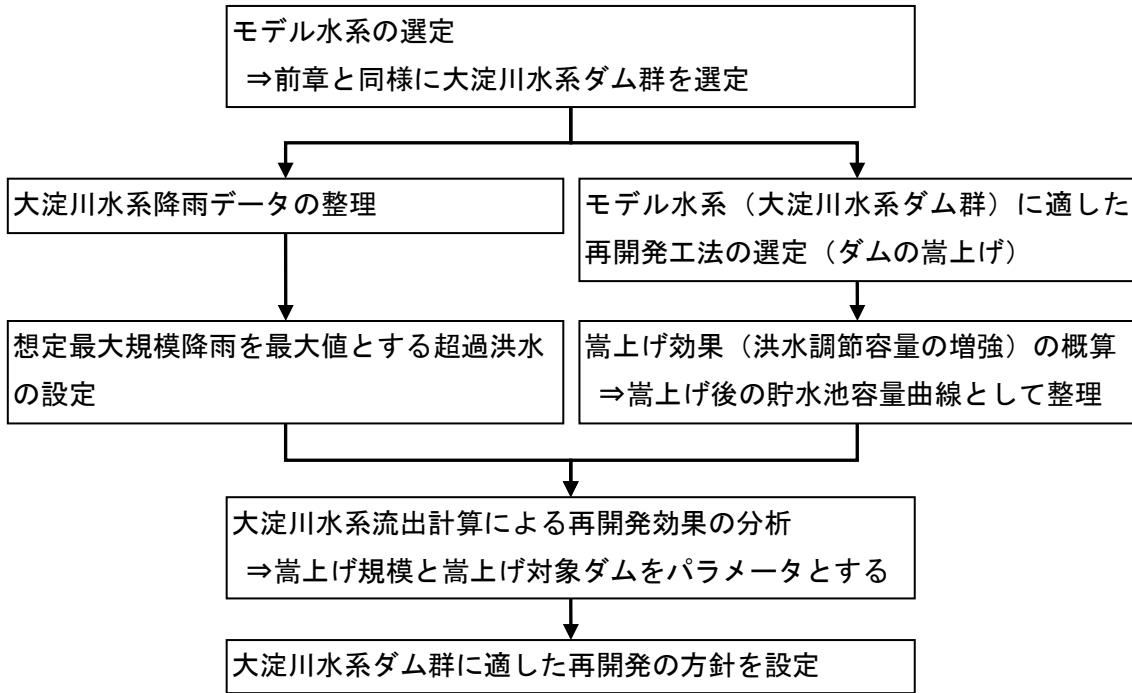 モデル水系の選定
⇒前章と同様に大淀川水系ダム群を選定
大淀川水系降雨データの整理
モデル水系（大淀川水系ダム群）に適した
再開発工法の選定（ダムの嵩上げ）
想定最大規模降雨を最大値とする超過洪水
の設定
嵩上げ効果（洪水調節容量の増強）の概算
⇒嵩上げ後の貯水池容量曲線として整理
大淀川水系流出計算による再開発効果の分析
⇒嵩上げ規模と嵩上げ対象ダムをパラメータとする
大淀川水系ダム群に適した再開発の方針を設定